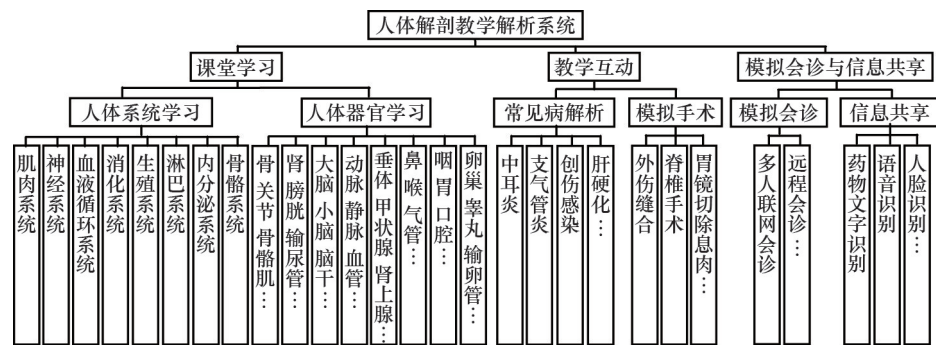 人体解剖教学解析系统
课堂学习
教学互动
模拟会诊与信息共享
人体系统学习
人体器官学习
常见病解析
模拟手术
模拟会诊
信息共享
肌肉系统
神经系统
血液循环系统
消化系统
生殖系统
淋巴系统
内分泌系统
骨骼系统
骨 关节 骨骼肌…
肾 膀胱 输尿管…
大脑 小脑 脑干…
动脉 静脉 血管…
垂体 甲状腺 肾上腺…
鼻 喉 气管…
咽 胃 口腔…
卵巢 睾丸 输卵管…
中耳炎
支气管炎
创伤感染
肝硬化…
外伤缝合
脊椎手术
胃镜切除息肉…
多人联网会诊
远程会诊…
药物文字识别
语音识别
人脸识别…